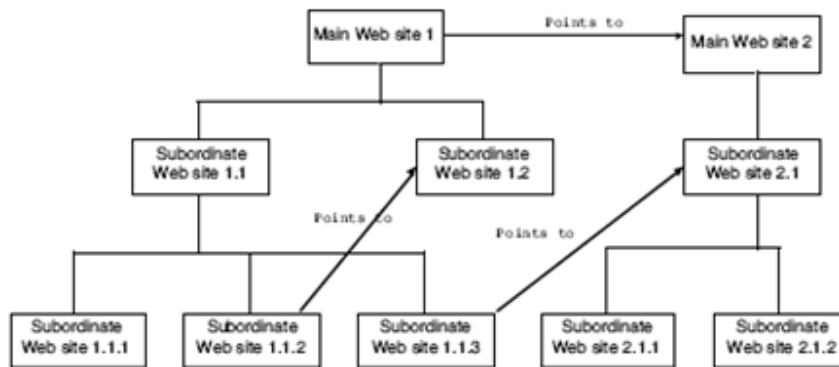 Main Web site 1
Points to
Main Web site 2
Subordinate
Web site 1.1
Subordinate
Web site 1.2
Subordinate
Web site 2.1
Points to
Points to
Subordinate
Web site 1.1.1
Subordinate
Web site 1.1.2
Subordinate
Web site 1.1.3
Subordinate
Web site 2.1.1
Subordinate
Web site 2.1.2